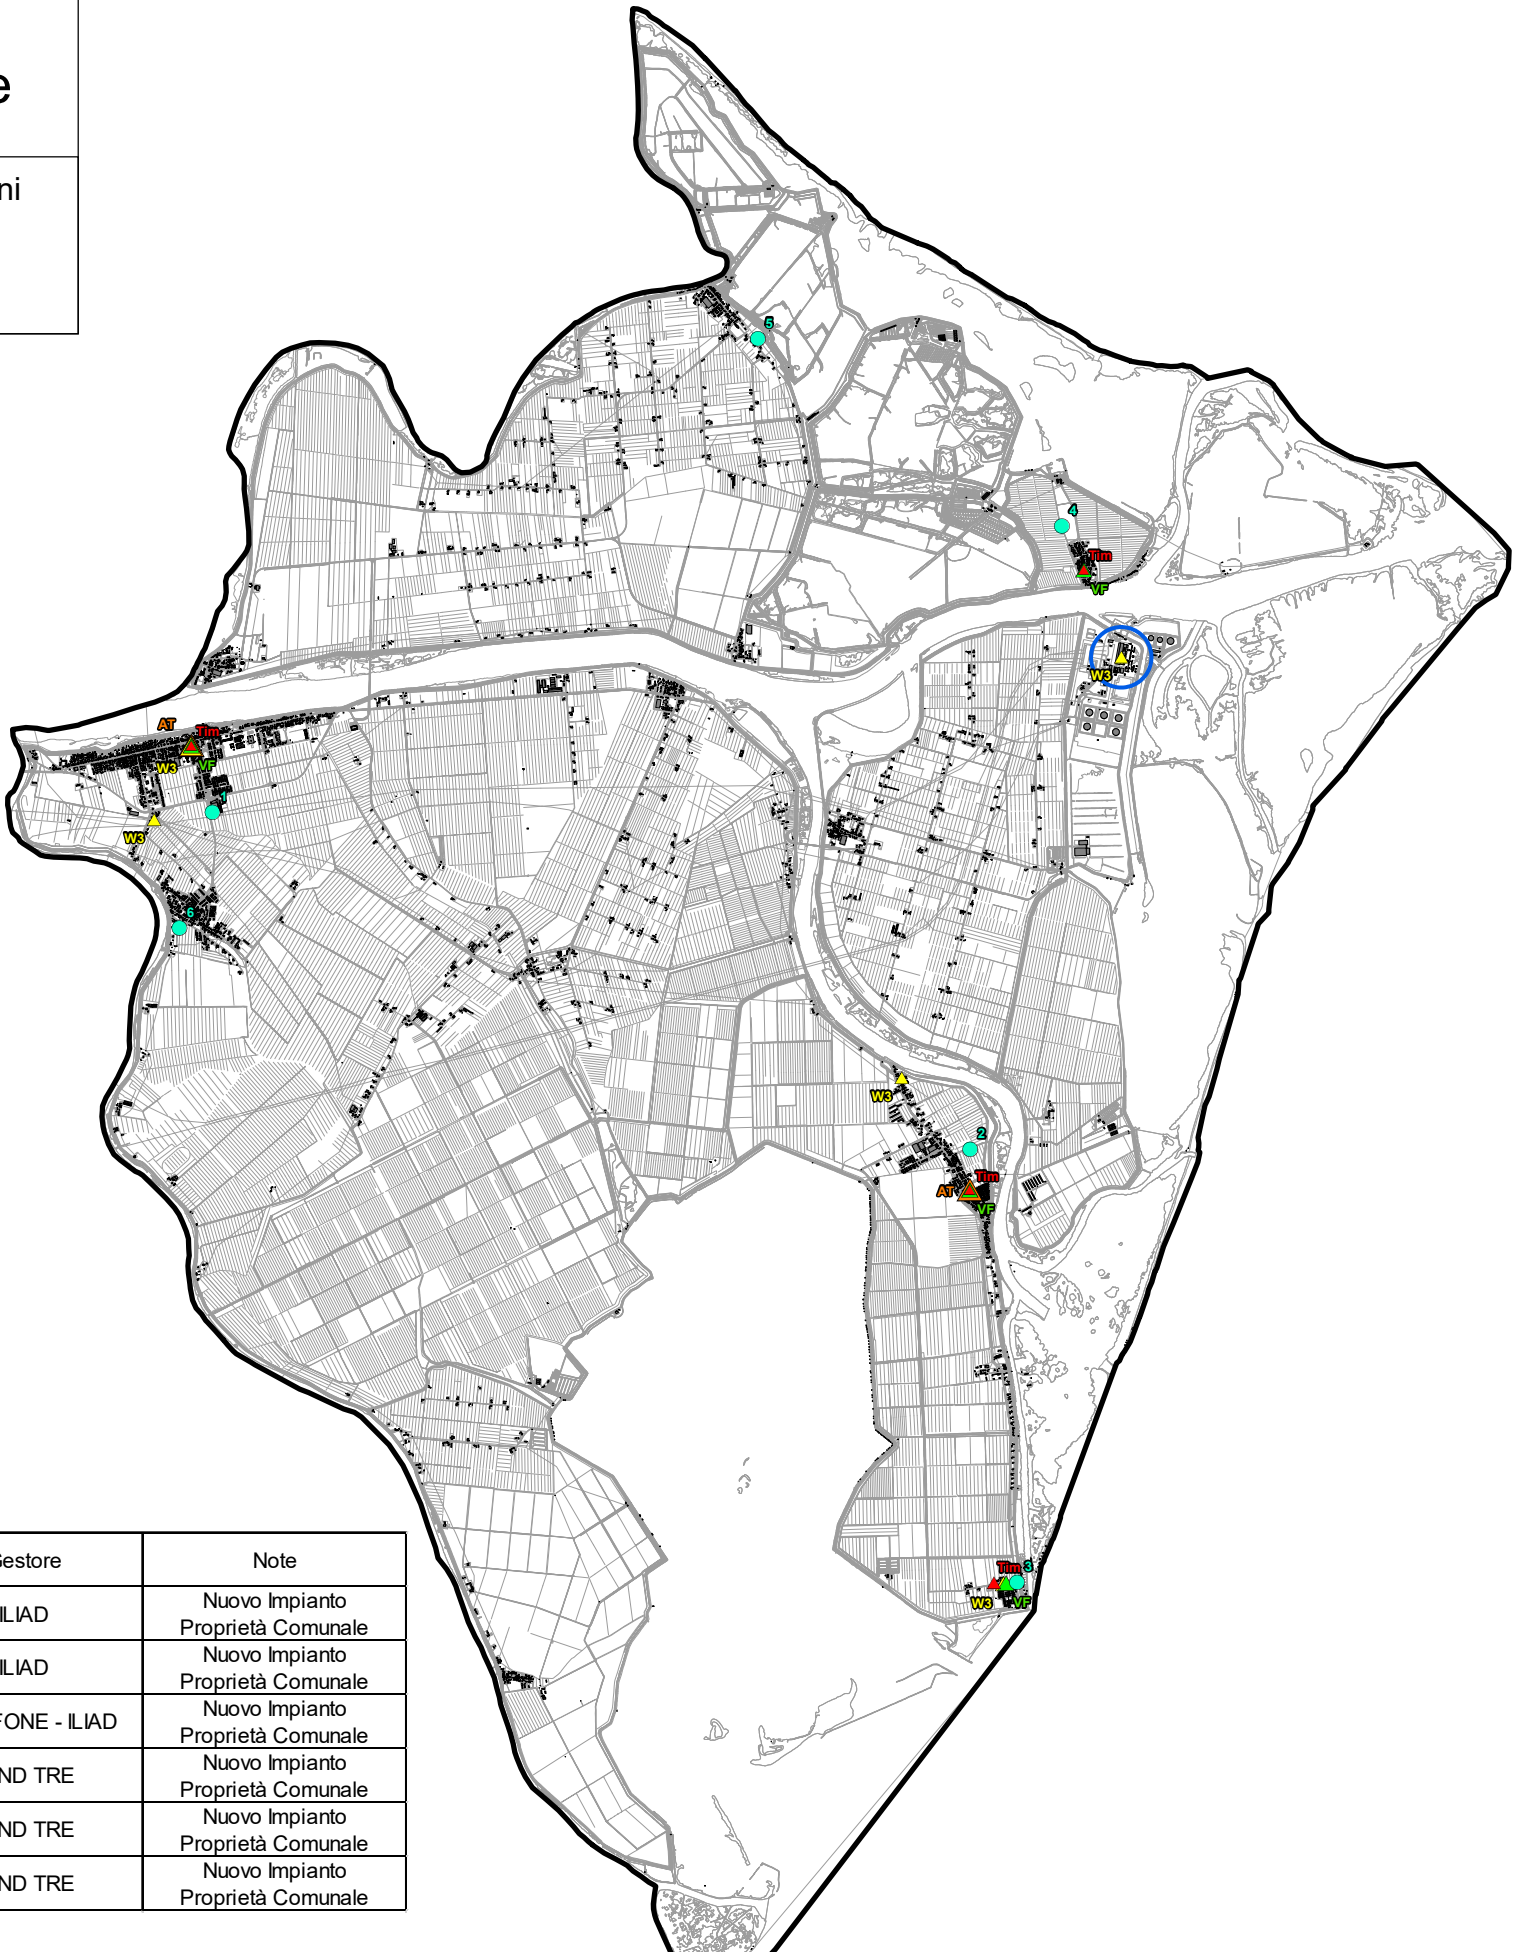 e
ni
5
4
Tim
VF
W3
AT
Tim
W3
VF
1
W3
6
W3
2
Tim
AT
VF
Tim
3
W3
VF
Gestore
Note
ILIAD
Nuovo Impianto
Proprietà Comunale
ILIAD
Nuovo Impianto
Proprietà Comunale
FONE - ILIAD
Nuovo Impianto
Proprietà Comunale
ND TRE
Nuovo Impianto
Proprietà Comunale
ND TRE
Nuovo Impianto
Proprietà Comunale
ND TRE
Nuovo Impianto
Proprietà Comunale